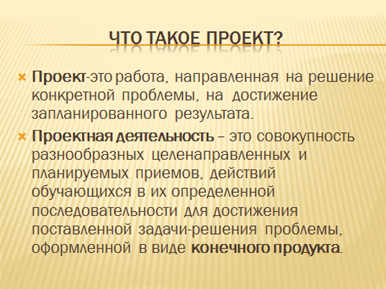 ЧТО ТАКОЕ ПРОЕКТ?
Проект-это работа, направленная на решение
конкретной проблемы, на достижение
запланированного результата.
Проектная деятельность – это совокупность
разнообразных целенаправленных и
планируемых приемов, действий
обучающихся в их определенной
последовательности для достижения
поставленной задачи-решения проблемы,
оформленной в виде конечного продукта.